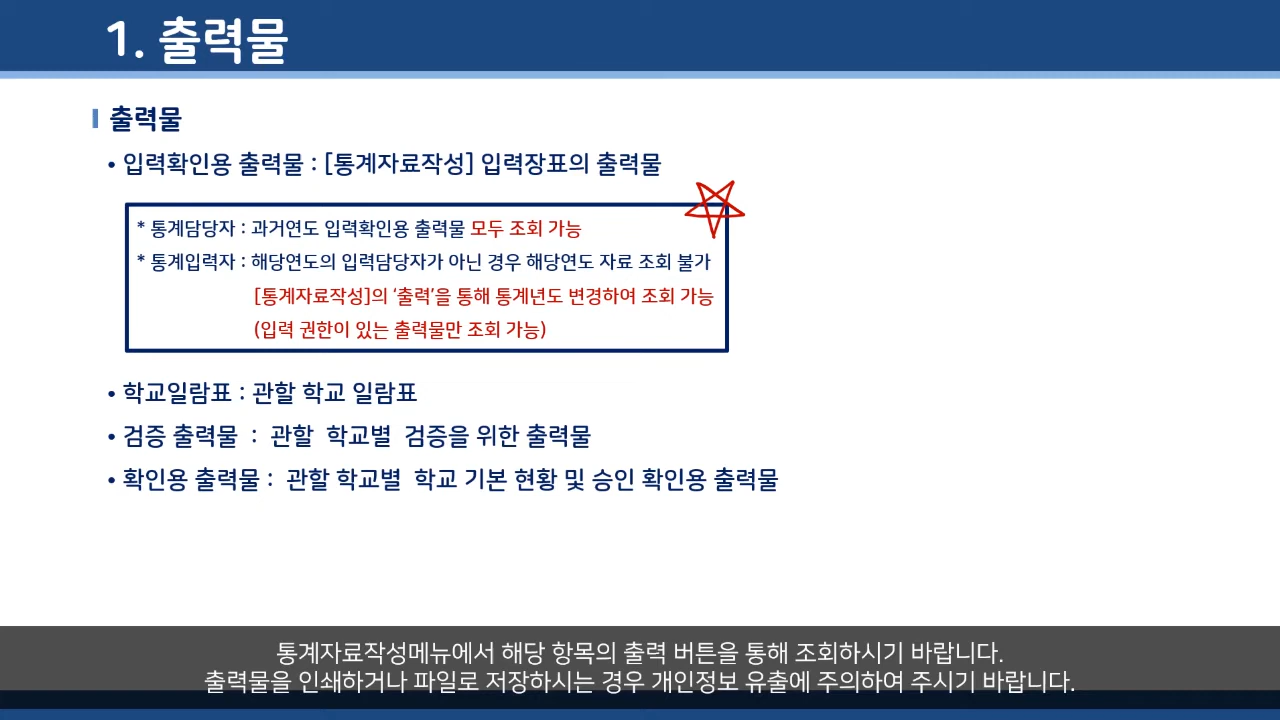 1. 출력물
출력물
• 입력확인용 출력물 : [통계자료작성] 입력장표의 출력물
* 통계담당자 : 과거연도 입력확인용 출력물 모두 조회 가능
* 통계입력자 : 해당연도의 입력담당자가 아닌 경우 해당연도 자료 조회 불가
[통계자료작성]의 ‘출력’을 통해 통계년도 변경하여 조회 가능
(입력 권한이 있는 출력물만 조회 가능)
• 학교일람표 : 관할 학교 일람표
• 검증 출력물 : 관할 학교별 검증을 위한 출력물
• 확인용 출력물 : 관할 학교별 학교 기본 현황 및 승인 확인용 출력물
통계자료작성메뉴에서 해당 항목의 출력 버튼을 통해 조회하시기 바랍니다.
출력물을 인쇄하거나 파일로 저장하시는 경우 개인정보 유출에 주의하여 주시기 바랍니다.